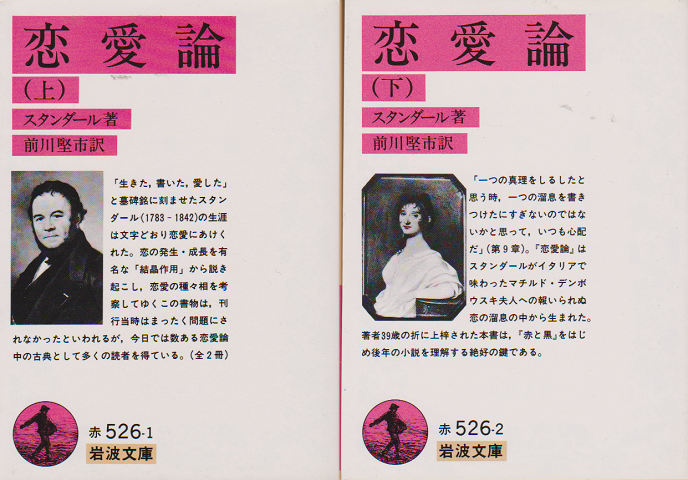 恋愛論
(上)
スタンダール著
前川堅市訳
「生きた,書いた,愛した」
と墓碑銘に刻ませたスタン
ダール(1783-1842)の生涯
は文字どおり恋愛にあけく
れた。恋の発生・成長を有
名な「結晶作用」から説き
起こし,恋愛の種々相を考
察してゆくこの書物は,刊
行当時はまったく問題にさ
れなかったといわれるが,今日では数ある恋愛論
中の古典として多くの読者を得ている。(全2冊)
赤 526-1
岩波文庫
恋愛論
(下)
スタンダール著
前川堅市訳
「一つの真理をしるしたと
思う時,一つの溜息を書き
つけたにすぎないのではな
いかと思って,いつも心配
だ」(第9章)。『恋愛論』は
スタンダールがイタリアで
味わったマチルド・デンボ
ウスキ夫人への報いられぬ
恋の溜息の中から生まれた。
著者39歳の折に上梓された本書は,『赤と黒』をはじ
め後年の小説を理解する絶好の鍵である。
赤 526-2
岩波文庫